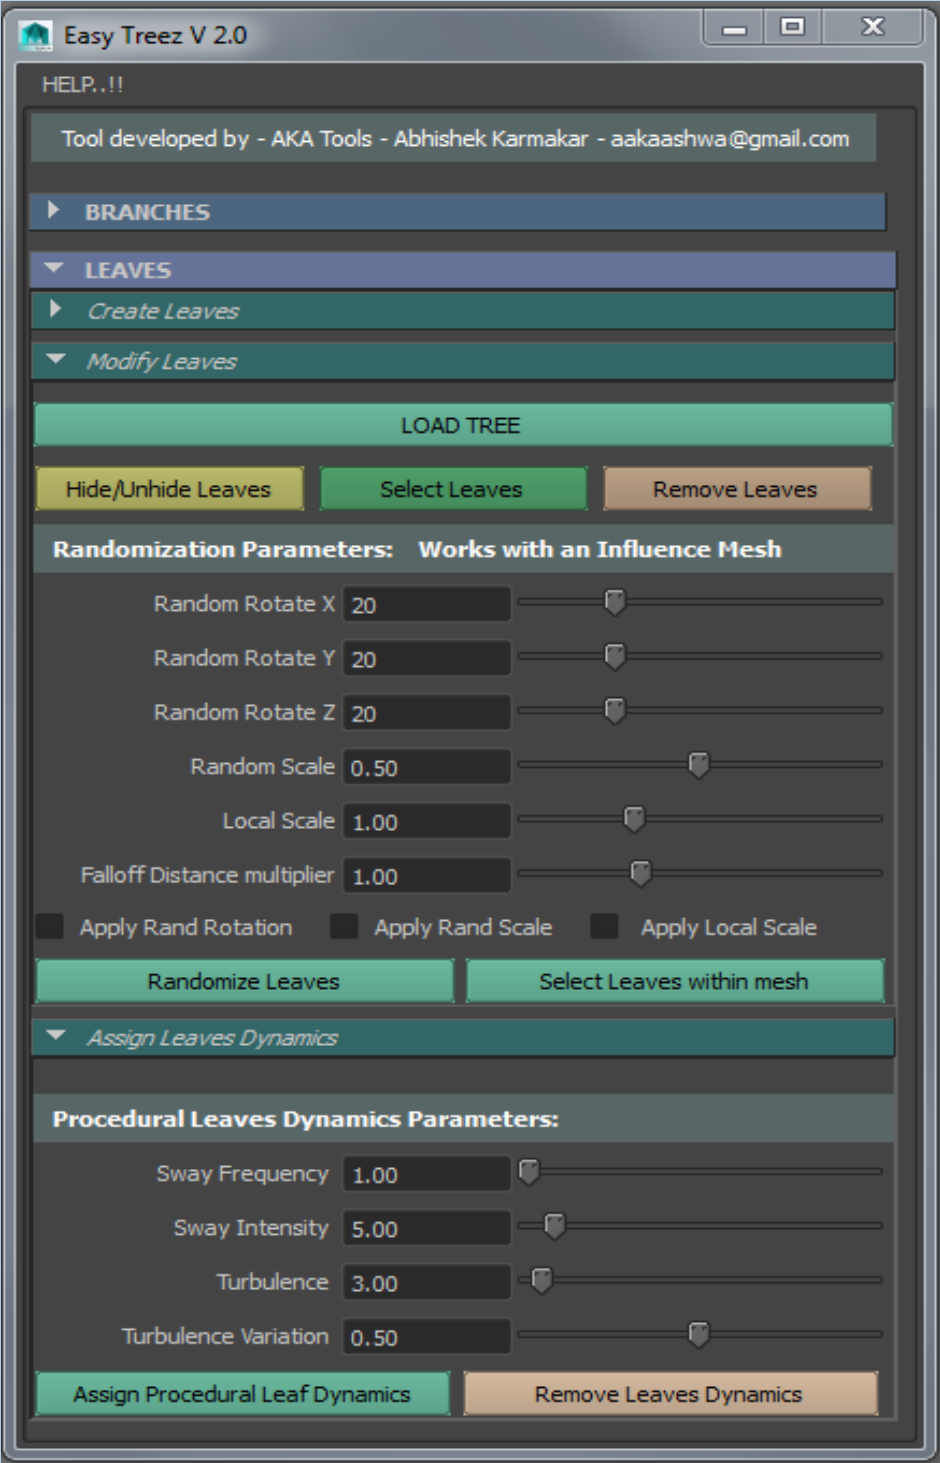 Easy Treez V 2.0
HELP..!!
Tool developed by - AKA Tools - Abhishek Karmakar - aakaashwa@gmail.com
BRANCHES
LEAVES
Create Leaves
Modify Leaves
LOAD TREE
Hide/Unhide Leaves Select Leaves Remove Leaves
Randomization Parameters: Works with an Influence Mesh
Random Rotate X 20
Random Rotate Y 20
Random Rotate Z 20
Random Scale 0.50
Local Scale 1.00
Falloff Distance multiplier 1.00
Apply Rand Rotation Apply Rand Scale Apply Local Scale
Randomize Leaves Select Leaves within mesh
Assign Leaves Dynamics
Procedural Leaves Dynamics Parameters:
Sway Frequency 1.00
Sway Intensity 5.00
Turbulence 3.00
Turbulence Variation 0.50
Assign Procedural Leaf Dynamics Remove Leaves Dynamics